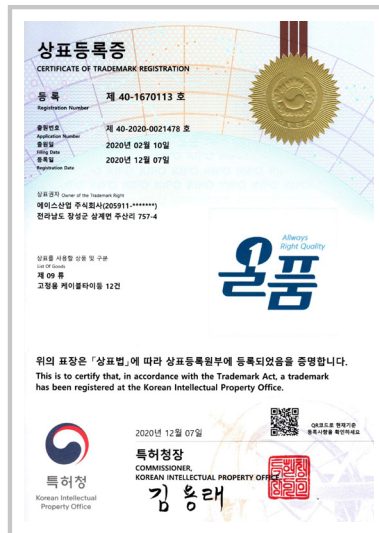 상표등록증
CERTIFICATE OF TRADEMARK REGISTRATION
등 록 제 40-1670113 호
Registration Number
출원번호 제 40-2020-0021478 호
Application Number
출원일 2020년 02월 10일
Filing Date
등록일 2020년 12월 07일
Registration Date
상표권자 Owner of the Trademark Right
에이스산업 주식회사(205911-*******)
전라남도 장성군 삼계면 주산리 757-4
상표를 사용할 상품 및 구분
List Of Goods
제 09 류
고정용 케이블타이등 12건
Allways
Right Quality
올품
위의 표장은 「상표법」에 따라 상표등록원부에 등록되었음을 증명합니다.
This is to certify that, in accordance with the Trademark Act, a trademark
has been registered at the Korean Intellectual Property Office.
2020년 12월 07일
QR코드로 현재기준
등록사항을 확인하세요
특허청
Korean Intellectual
Property Office
특허청장
COMMISSIONER,
KOREAN INTELLECTUAL PROPERTY OFFICE
김용래